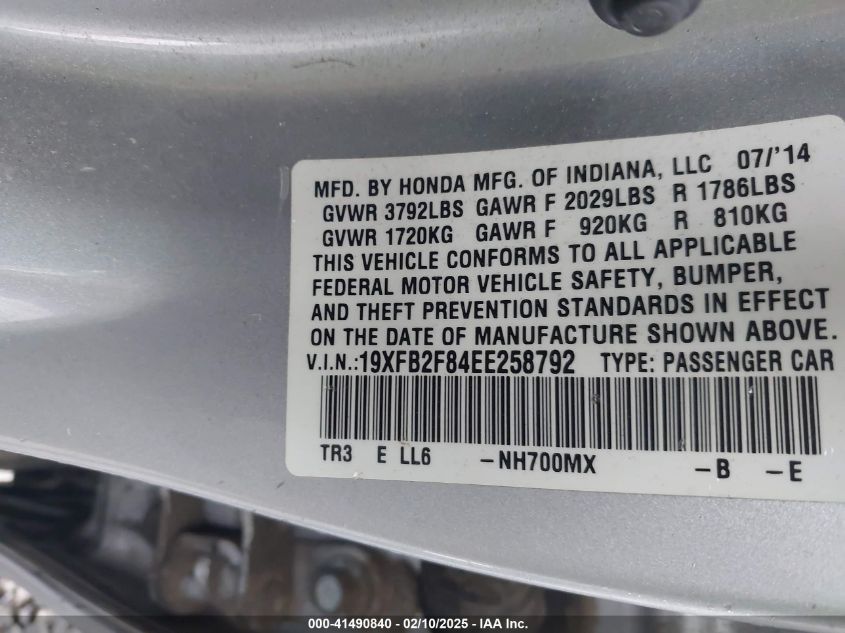 MFD. BY HONDA MFG. OF INDIANA, LLC 07/'14
GVWR 3792LBS GAWR F 2029LBS R 1786LBS
GVWR 1720KG GAWR F 920KG R 810KG
THIS VEHICLE CONFORMS TO ALL APPLICABLE
FEDERAL MOTOR VEHICLE SAFETY, BUMPER,
AND THEFT PREVENTION STANDARDS IN EFFECT
ON THE DATE OF MANUFACTURE SHOWN ABOVE.
V.I.N.:19XFB2F84EE258792 TYPE: PASSENGER CAR
TR3 E LL6 -NH700MX -B -E
000-41490840 - 02/10/2025 - IAA Inc.